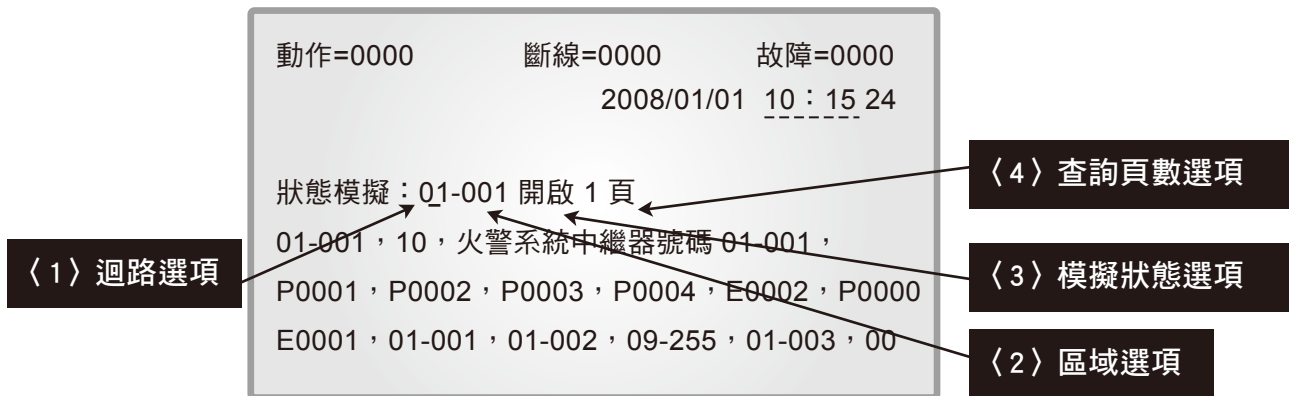 動作=0000 斷線=0000 故障=0000
2008/01/01 10：15 24
狀態模擬：01-001 開啟 1 頁
01-001，10，火警系統中繼器號碼 01-001，
P0001，P0002，P0003，P0004，E0002，P0000
E0001，01-001，01-002，09-255，01-003，00
〈1〉迴路選項
〈4〉查詢頁數選項
〈3〉模擬狀態選項
〈2〉區域選項